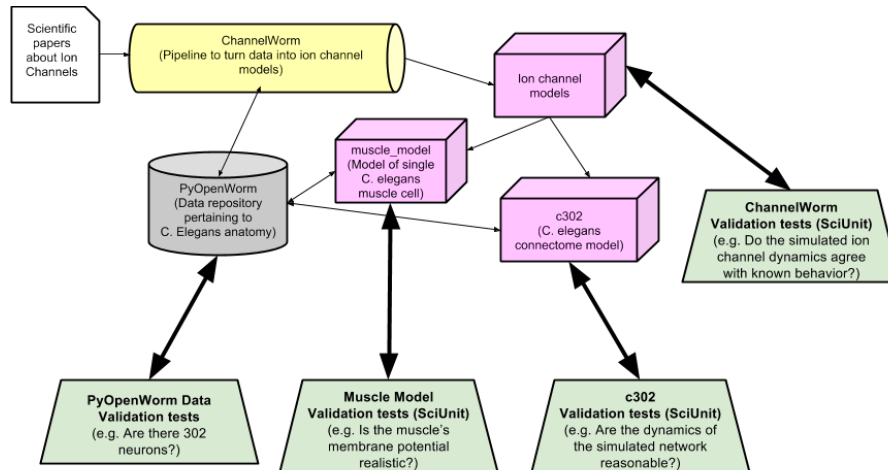 Scientific
papers
about Ion
Channels
ChannelWorm
(Pipeline to turn data into ion channel
models)
Ion channel
models
muscle_model
(Model of single
C. elegans
muscle cell)
PyOpenWorm
(Data repository
pertaining to
C. Elegans anatomy)
c302
(C. elegans
connectome model)
ChannelWorm
Validation tests (SciUnit)
(e.g. Do the simulated ion
channel dynamics agree
with known behavior?)
PyOpenWorm Data
Validation tests
(e.g. Are there 302
neurons?)
Muscle Model
Validation tests (SciUnit)
(e.g. Is the muscle's
membrane potential
realistic?)
c302
Validation tests (SciUnit)
(e.g. Are the dynamics of
the simulated network
reasonable?)